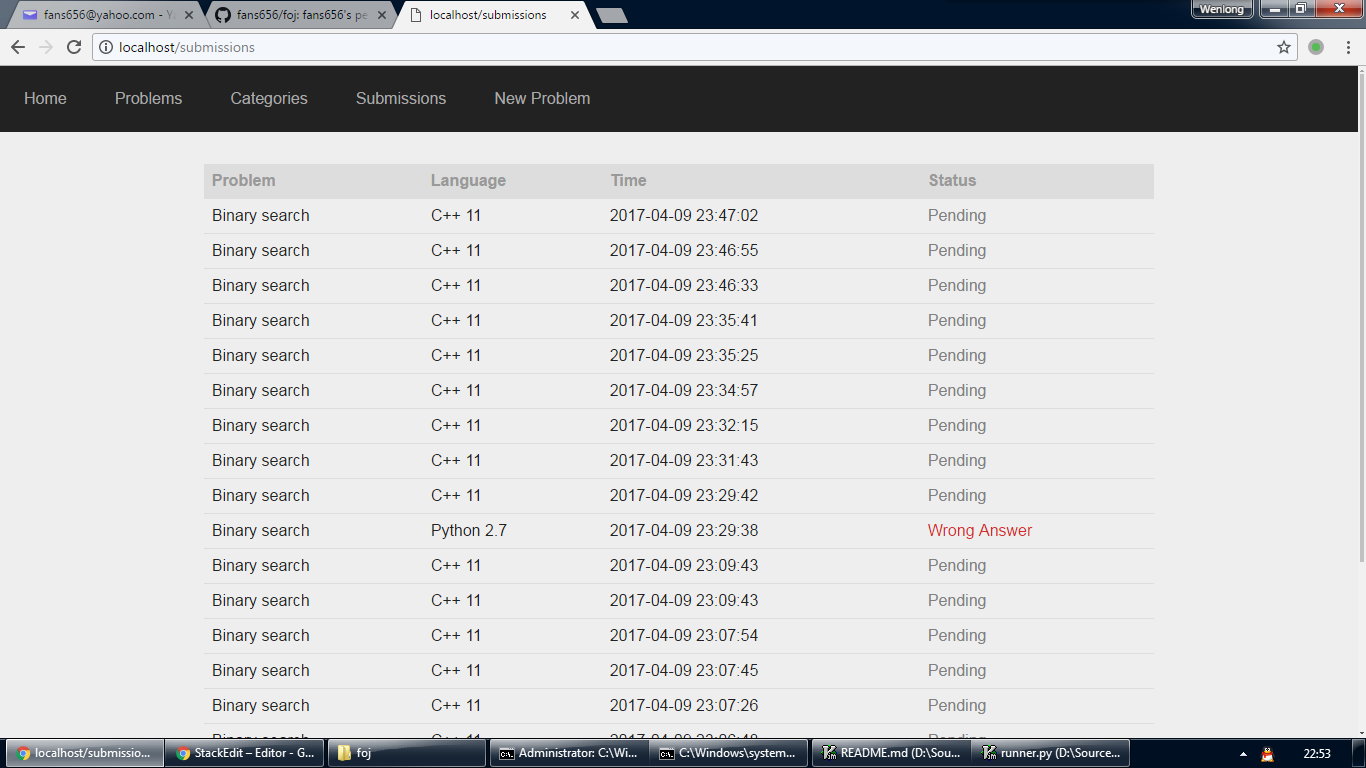 fans656@yahoo.com - Y
fans656/foj: fans656's pe
localhost/submissions
Wenlong
localhost/submissions
Home Problems Categories Submissions New Problem
Problem Language Time Status
Binary search C++ 11 2017-04-09 23:47:02 Pending
Binary search C++ 11 2017-04-09 23:46:55 Pending
Binary search C++ 11 2017-04-09 23:46:33 Pending
Binary search C++ 11 2017-04-09 23:35:41 Pending
Binary search C++ 11 2017-04-09 23:35:25 Pending
Binary search C++ 11 2017-04-09 23:34:57 Pending
Binary search C++ 11 2017-04-09 23:32:15 Pending
Binary search C++ 11 2017-04-09 23:31:43 Pending
Binary search C++ 11 2017-04-09 23:29:42 Pending
Binary search Python 2.7 2017-04-09 23:29:38 Wrong Answer
Binary search C++ 11 2017-04-09 23:09:43 Pending
Binary search C++ 11 2017-04-09 23:09:43 Pending
Binary search C++ 11 2017-04-09 23:07:54 Pending
Binary search C++ 11 2017-04-09 23:07:45 Pending
Binary search C++ 11 2017-04-09 23:07:26 Pending
localhost/submissio...
StackEdit – Editor - G...
foj
Administrator: C:\Wi...
C:\Windows\system...
README.md (D:\Sou...
runner.py (D:\Source...
22:53